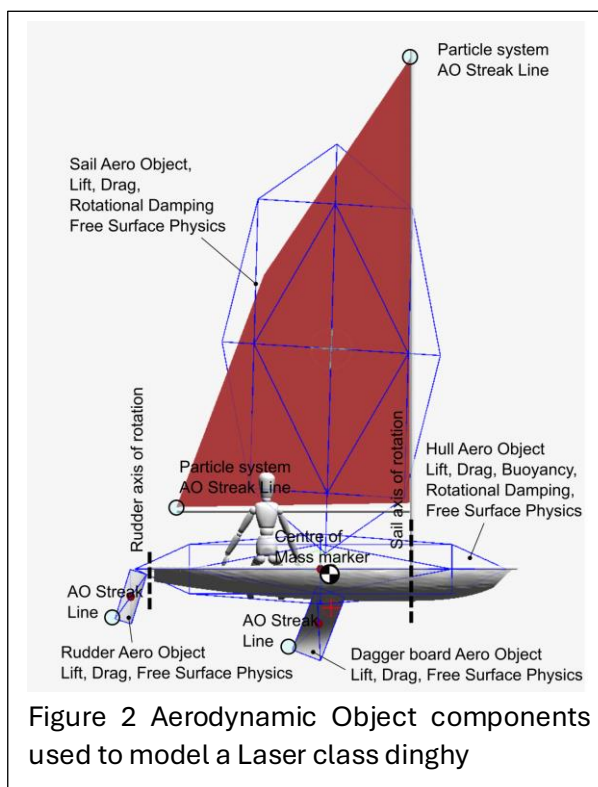 Particle system
AO Streak Line
Sail Aero Object,
Lift, Drag,
Rotational Damping
Free Surface Physics
Rudder axis of rotation
Particle system
AO Streak Line
Sail axis of rotation
Hull Aero Object
Lift, Drag, Buoyancy,
Rotational Damping,
Free Surface Physics
Centre of
Mass marker
AO Streak
Line
AO Streak
Line
Rudder Aero Object
Lift, Drag, Free Surface Physics
Dagger board Aero Object
Lift, Drag, Free Surface Physics
Figure 2 Aerodynamic Object components
used to model a Laser class dinghy